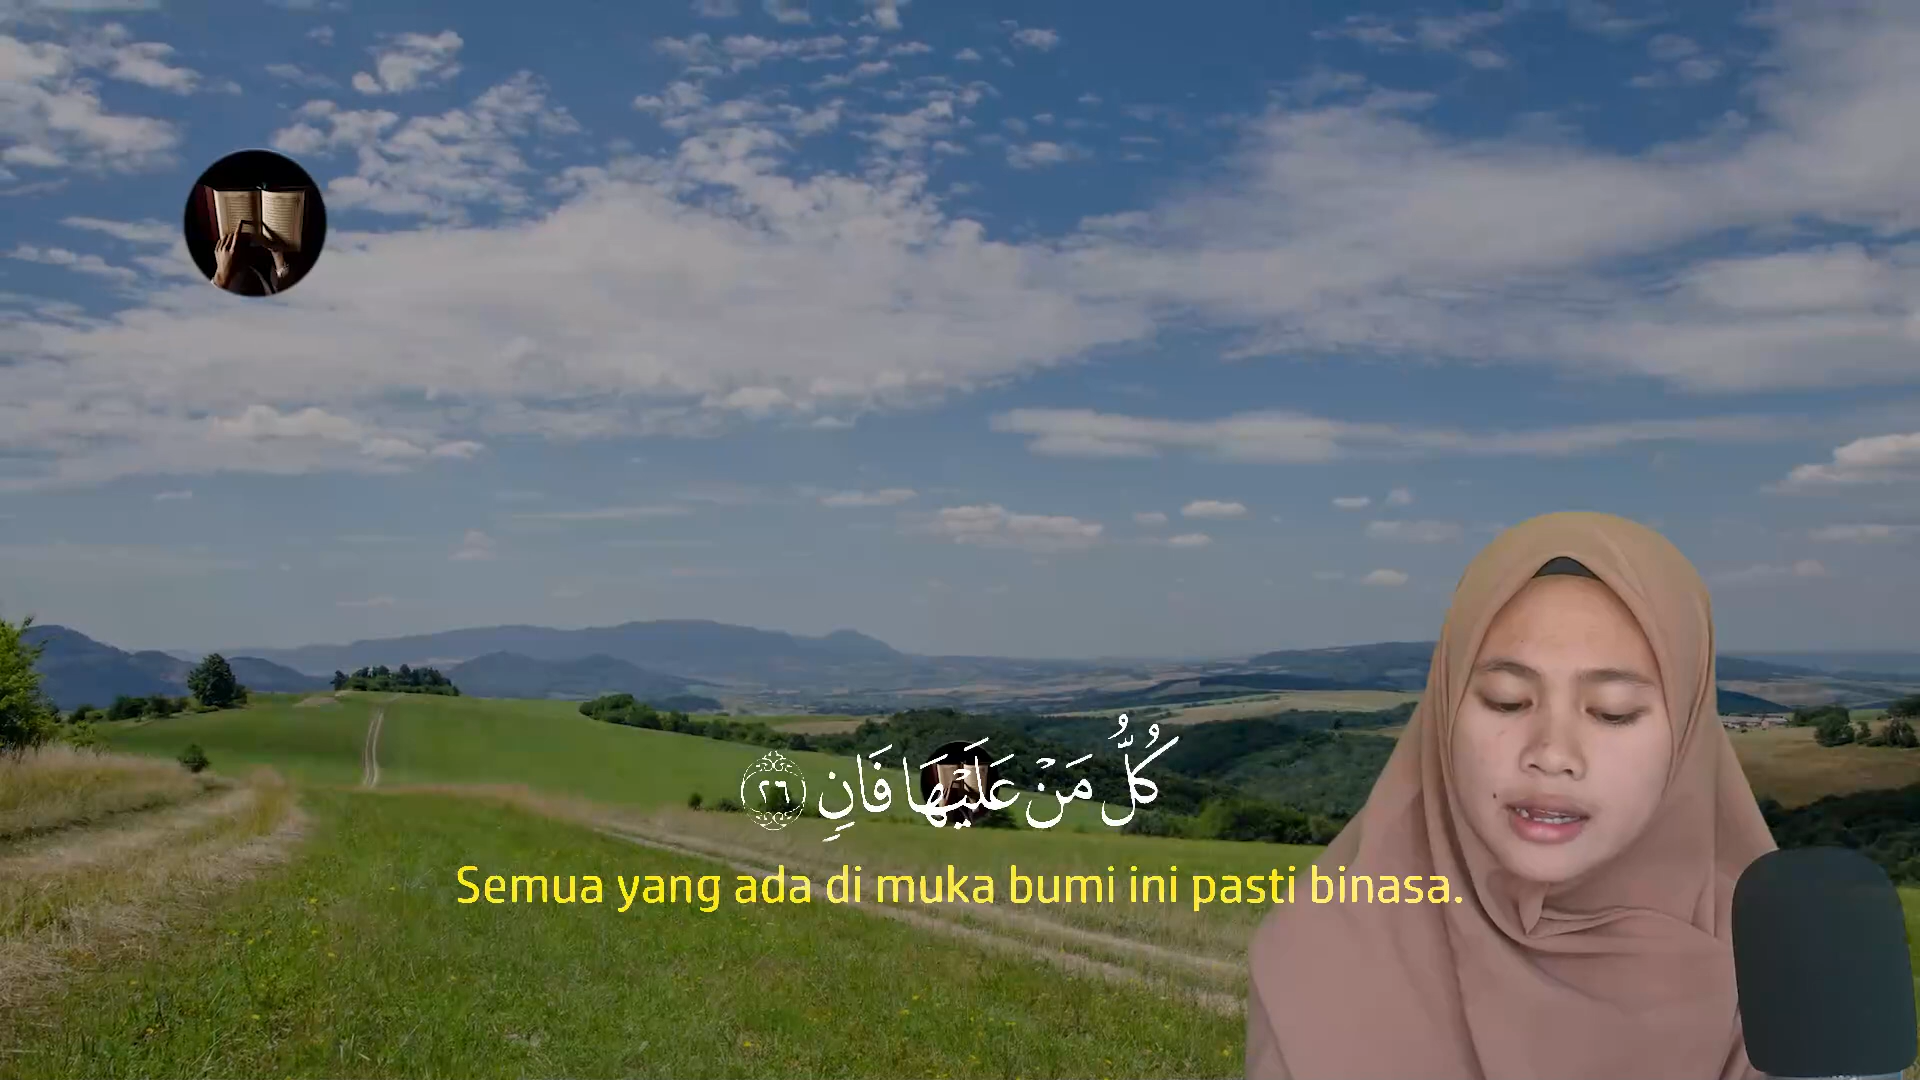 كُلُّ مَنْ عَلَيْهَا فَانٍ ۝٢٦
Semua yang ada di muka bumi ini pasti binasa.